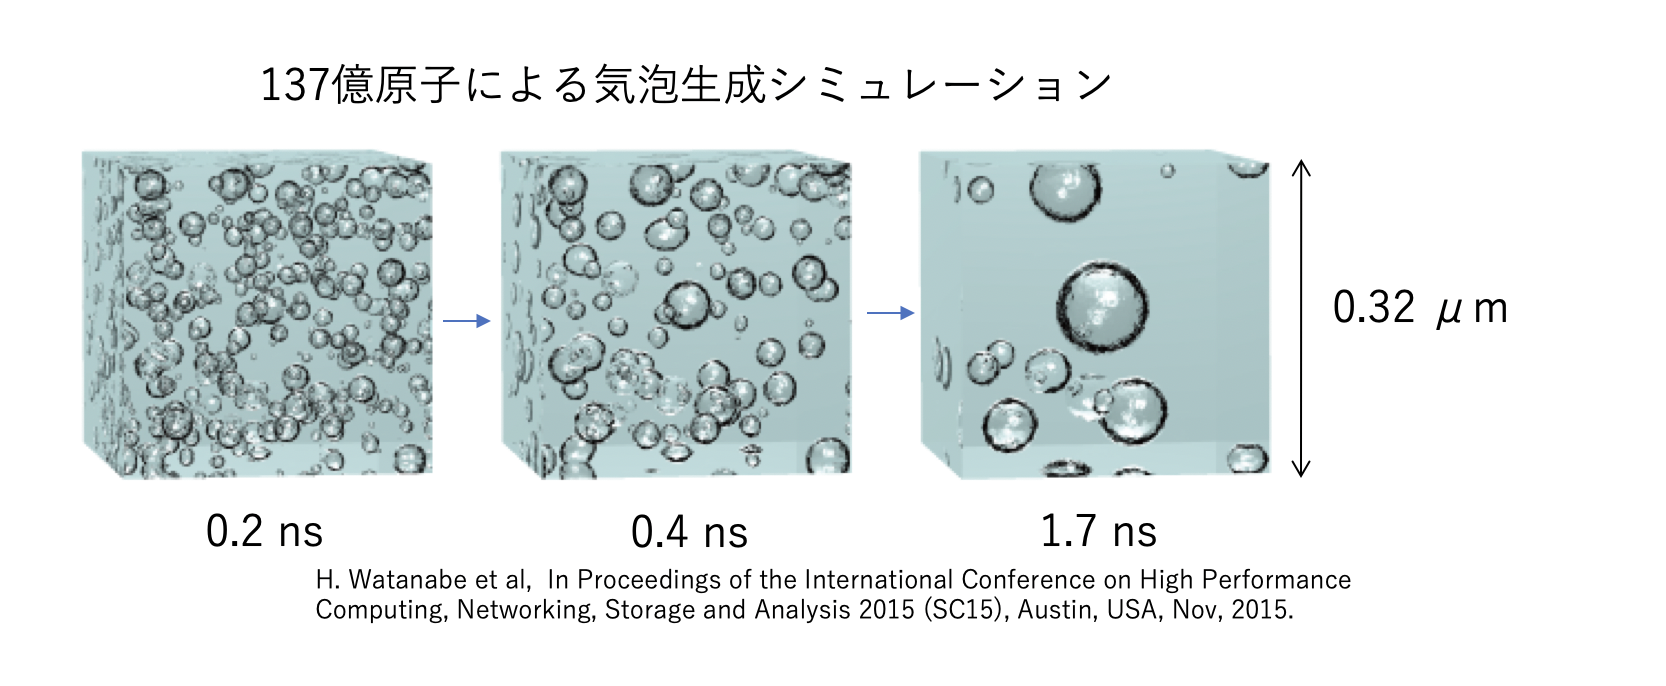 137億原子による気泡生成シミュレーション
0.32 μm
0.2 ns
0.4 ns
1.7 ns
H. Watanabe et al,  In Proceedings of the International Conference on High Performance
Computing, Networking, Storage and Analysis 2015 (SC15), Austin, USA, Nov, 2015.